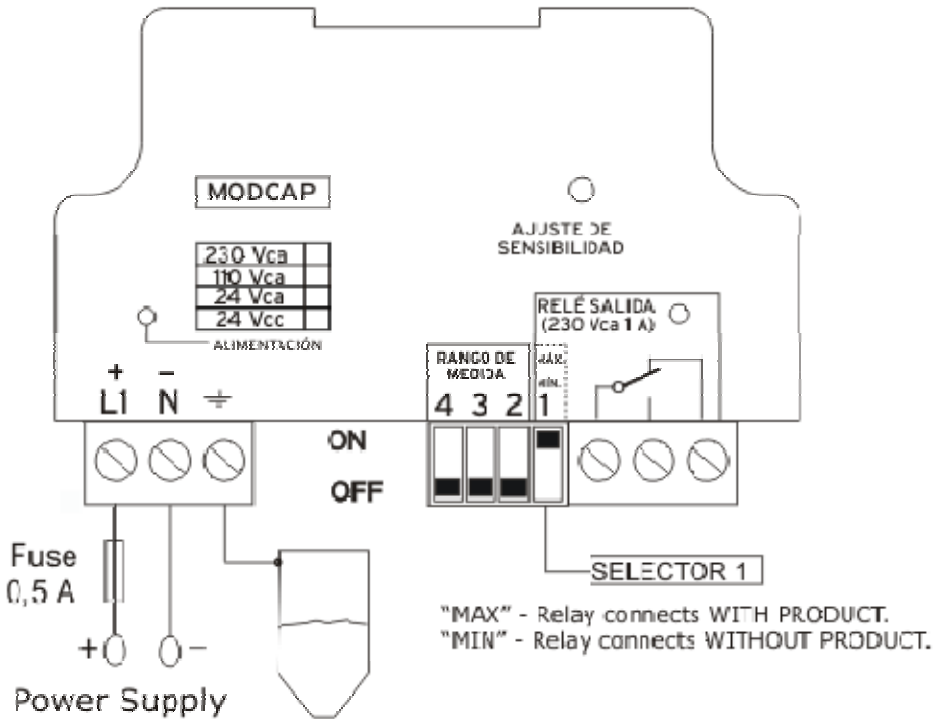 MODCAP
230 Vca
110 Vca
24 Vca
24 Vcc
ALIMENTACIÓN
AJUSTE DE
SENSIBILIDAD
RELÉ SALIDA
(230 Vca 1 A)
RANGO DE
MEDIDA
MÁX.
MÍN.
4 3 2 1
+ −
L1 N
ON
OFF
Fuse
0,5 A
+ −
Power Supply
SELECTOR 1
"MAX" - Relay connects WITH PRODUCT.
"MIN" - Relay connects WITHOUT PRODUCT.